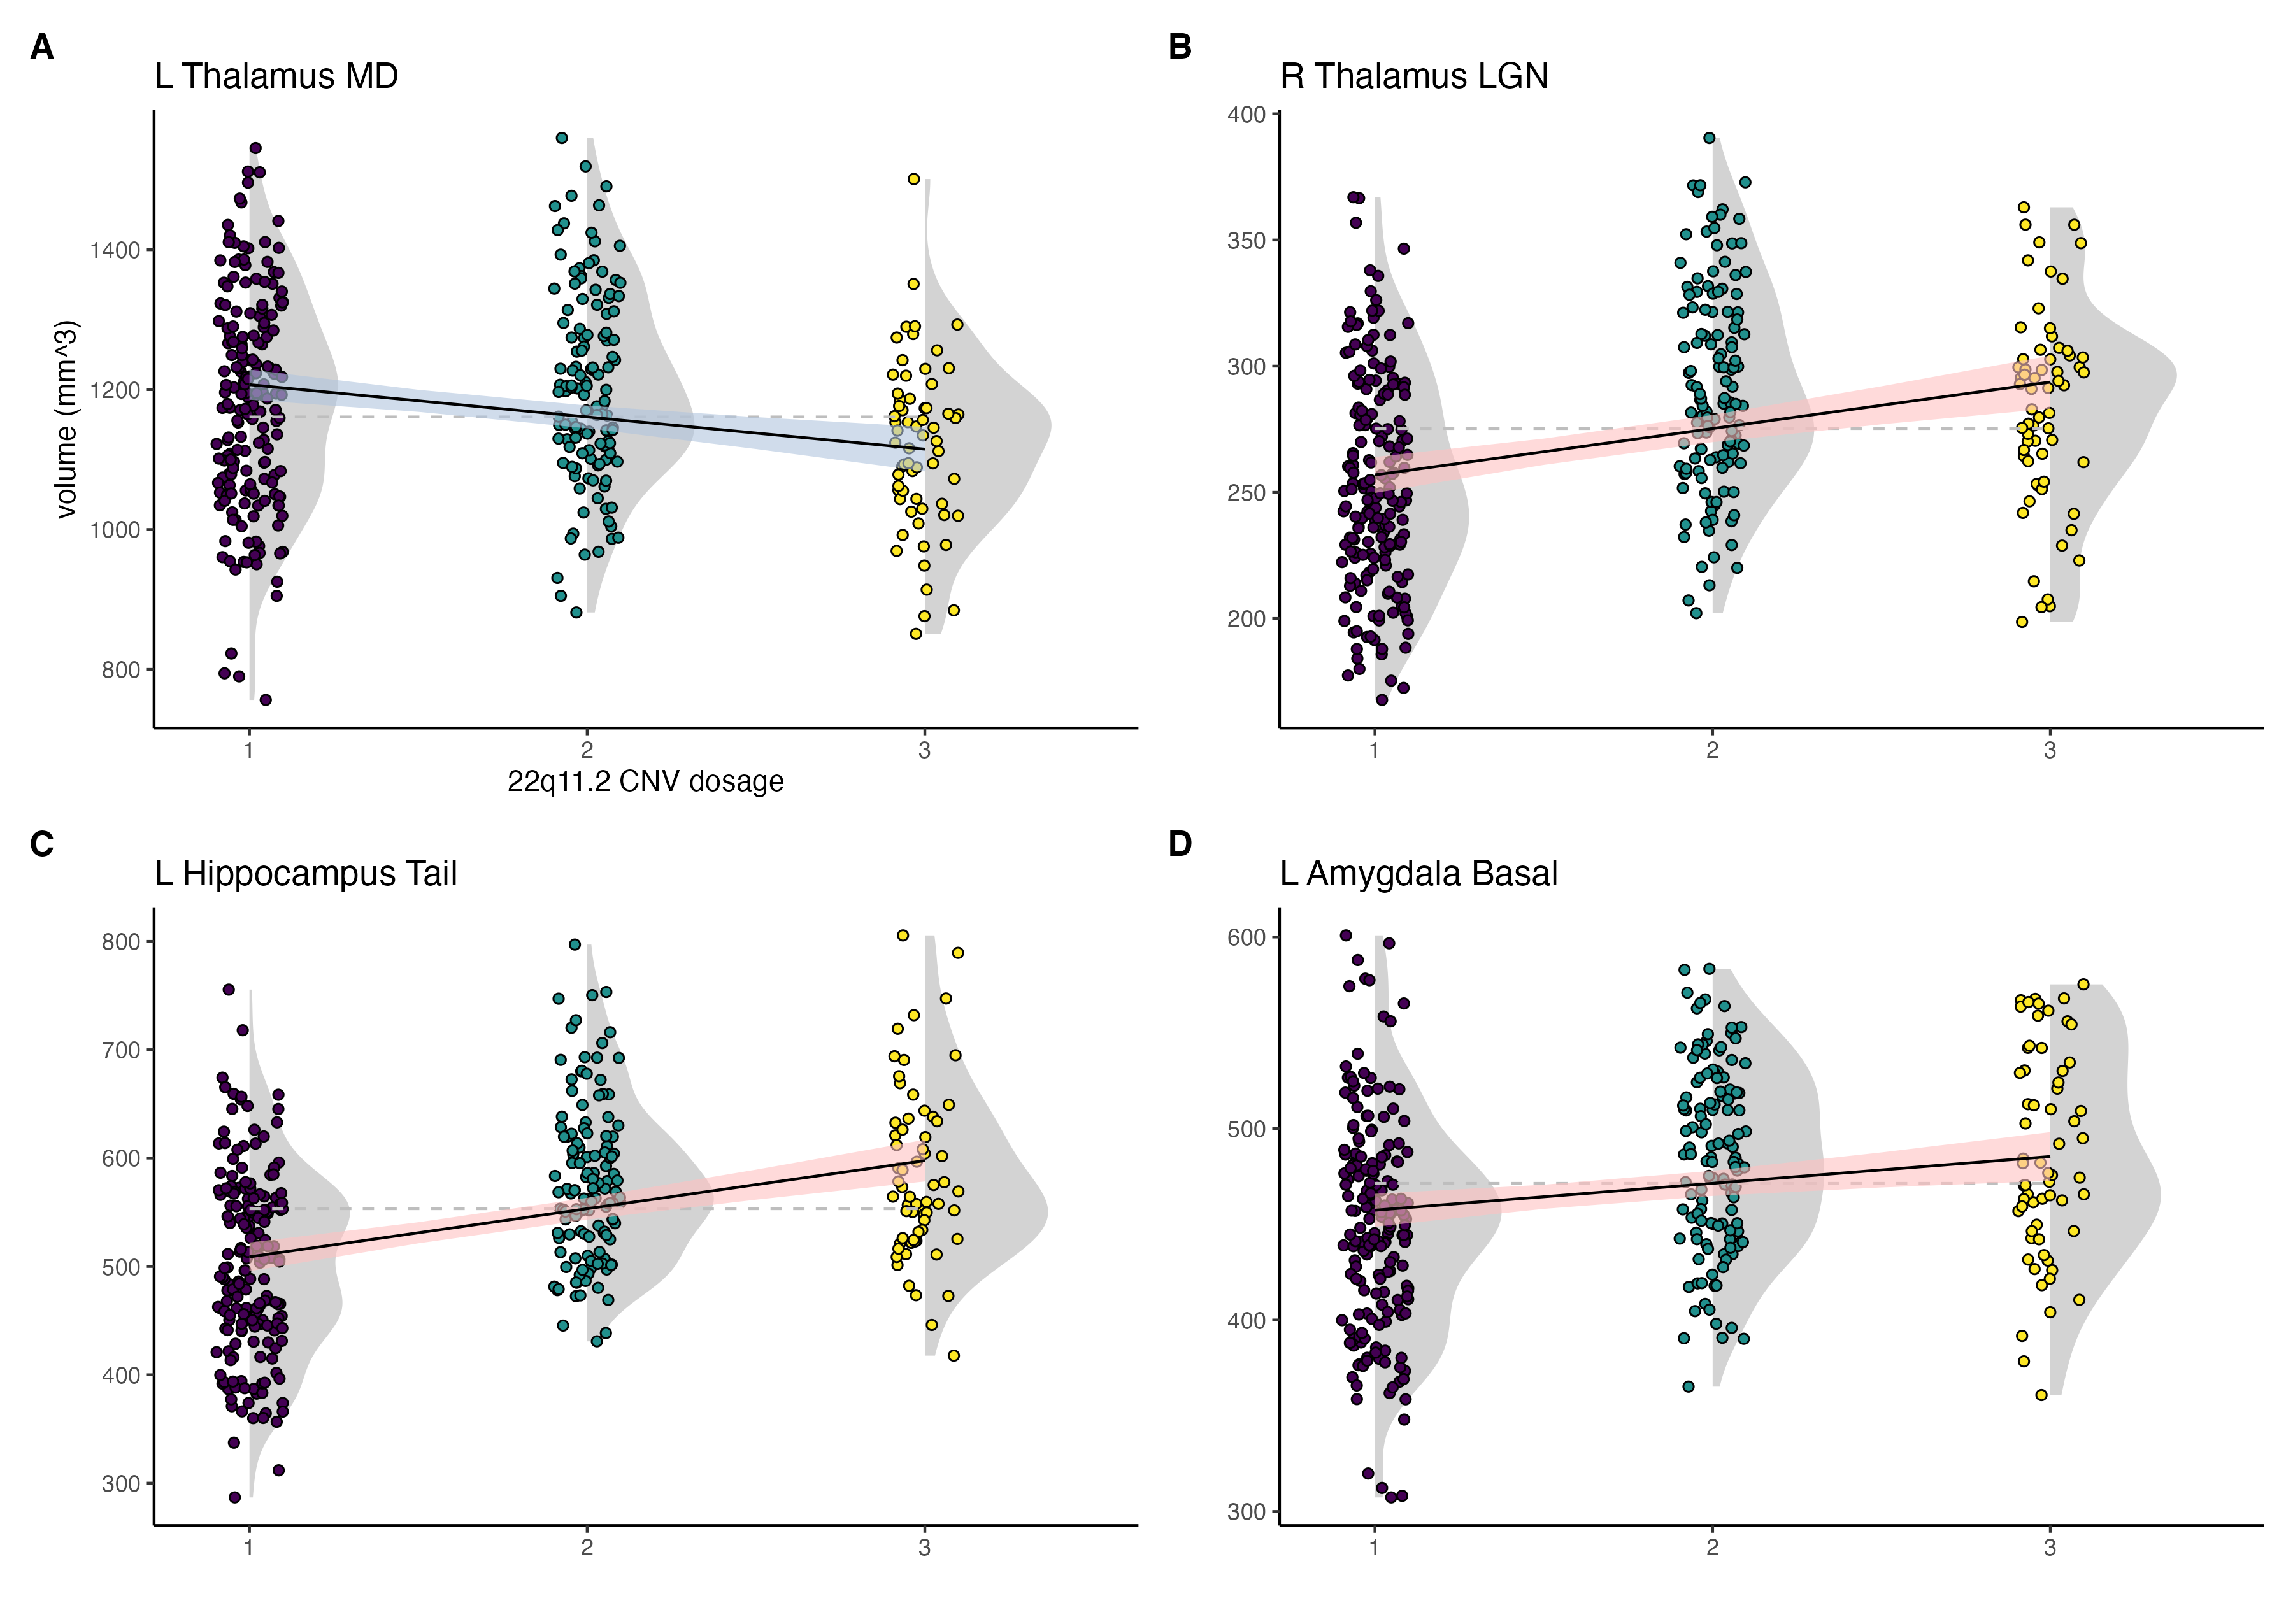 A
L Thalamus MD
volume (mm^3)
1400
1200
1000
800
1 2 3
22q11.2 CNV dosage
B
R Thalamus LGN
400
350
300
250
200
1 2 3
C
L Hippocampus Tail
800
700
600
500
400
300
1 2 3
D
L Amygdala Basal
600
500
400
300
1 2 3